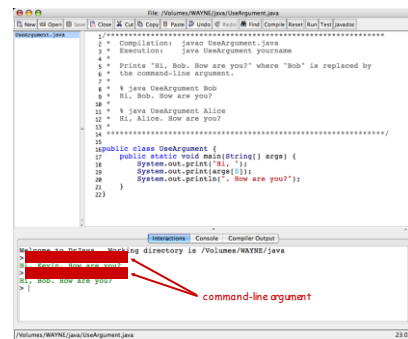 File: /Volumes/WAYNE/java/UseArgument.java
New Open Save Close Cut Copy Paste Undo Redo Find Compile Reset Run Test Javadoc
UseArgument.java
1 /******************************************************************
2 * Compilation: javac UseArgument.java
3 * Execution: java UseArgument yourname
4 *
5 * Prints "Hi, Bob. How are you?" where "Bob" is replaced by
6 * the command-line argument.
7 *
8 * % java UseArgument Bob
9 * Hi, Bob. How are you?
10 *
11 * % java UseArgument Alice
12 * Hi, Alice. How are you?
13 *
14 ******************************************************************/
15
16 public class UseArgument {
17 public static void main(String[] args) {
18 System.out.print("Hi, ");
19 System.out.print(args[0]);
20 System.out.println(". How are you?");
21 }
22 }
Interactions Console Compiler Output
Welcome to DrJava. Working directory is /Volumes/WAYNE/java
>
Hi, Kevin. How are you?
>
Hi, Bob. How are you?
>
command-line argument
/Volumes/WAYNE/java/UseArgument.java